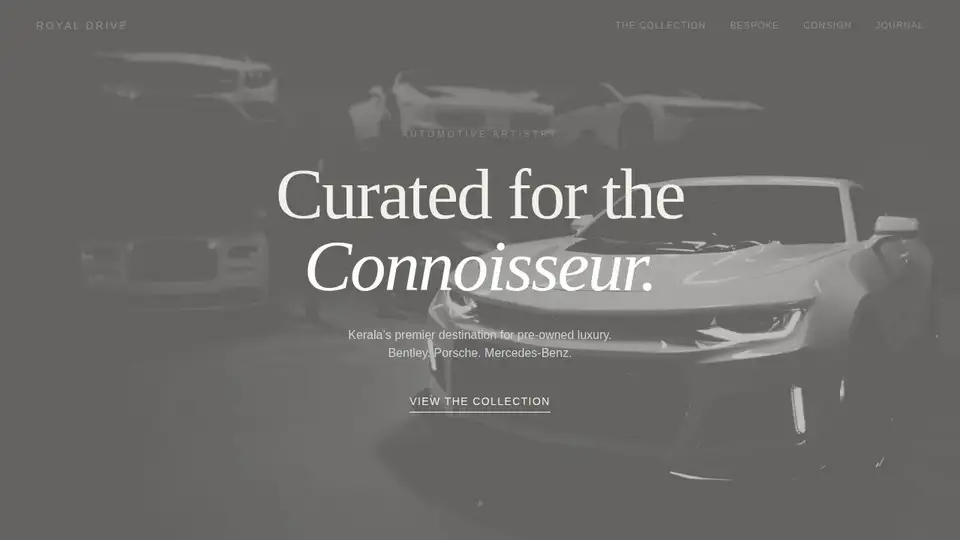 ROYAL DRIVE
THE COLLECTION
BESPOKE
CONSIGN
JOURNAL
AUTOMOTIVE ARTISTRY
Curated for the
Connoisseur.
Kerala's premier destination for pre-owned luxury.
Bentley. Porsche. Mercedes-Benz.
VIEW THE COLLECTION